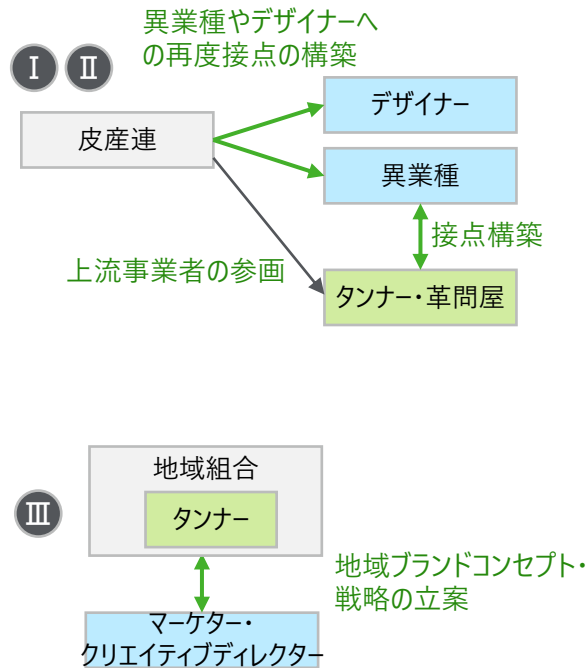 異業種やデザイナーへ
の再度接点の構築
Ⅰ Ⅱ
デザイナー
皮産連
異業種
接点構築
上流事業者の参画
タンナー・革問屋
地域組合
Ⅲ
タンナー
地域ブランドコンセプト・
戦略の立案
マーケター・
クリエイティブディレクター